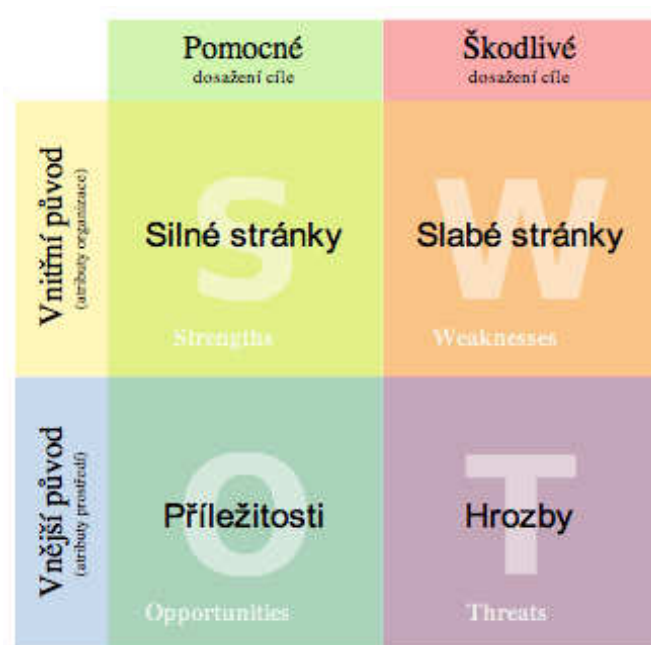 Pomocné
dosažení cíle
Škodlivé
dosažení cíle
Vnitřní původ
(atributy organizace)
S
Silné stránky
Strengths
W
Slabé stránky
Weaknesses
Vnější původ
(atributy prostředí)
O
Příležitosti
Opportunities
T
Hrozby
Threats